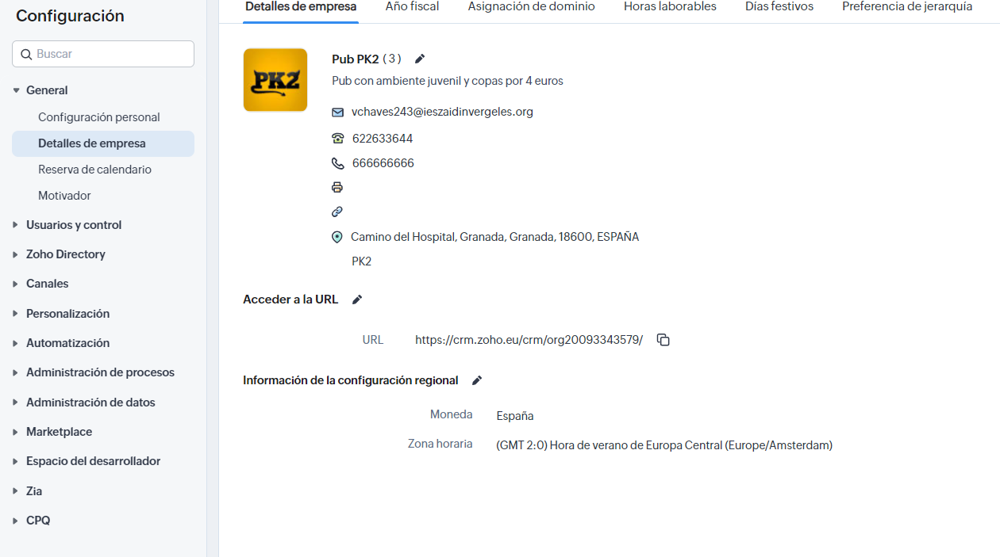 Configuración
Buscar
General
Configuración personal
Detalles de empresa
Reserva de calendario
Motivador
Usuarios y control
Zoho Directory
Canales
Personalización
Automatización
Administración de procesos
Administración de datos
Marketplace
Espacio del desarrollador
Zia
CPQ
Detalles de empresa Año fiscal Asignación de dominio Horas laborables Días festivos Preferencia de jerarquía
PK2
Pub PK2 ( 3 )
Pub con ambiente juvenil y copas por 4 euros
vchaves243@ieszaidinvergeles.org
622633644
666666666
Camino del Hospital, Granada, Granada, 18600, ESPAÑA
PK2
Acceder a la URL
URL https://crm.zoho.eu/crm/org20093343579/
Información de la configuración regional
Moneda España
Zona horaria (GMT 2:0) Hora de verano de Europa Central (Europe/Amsterdam)